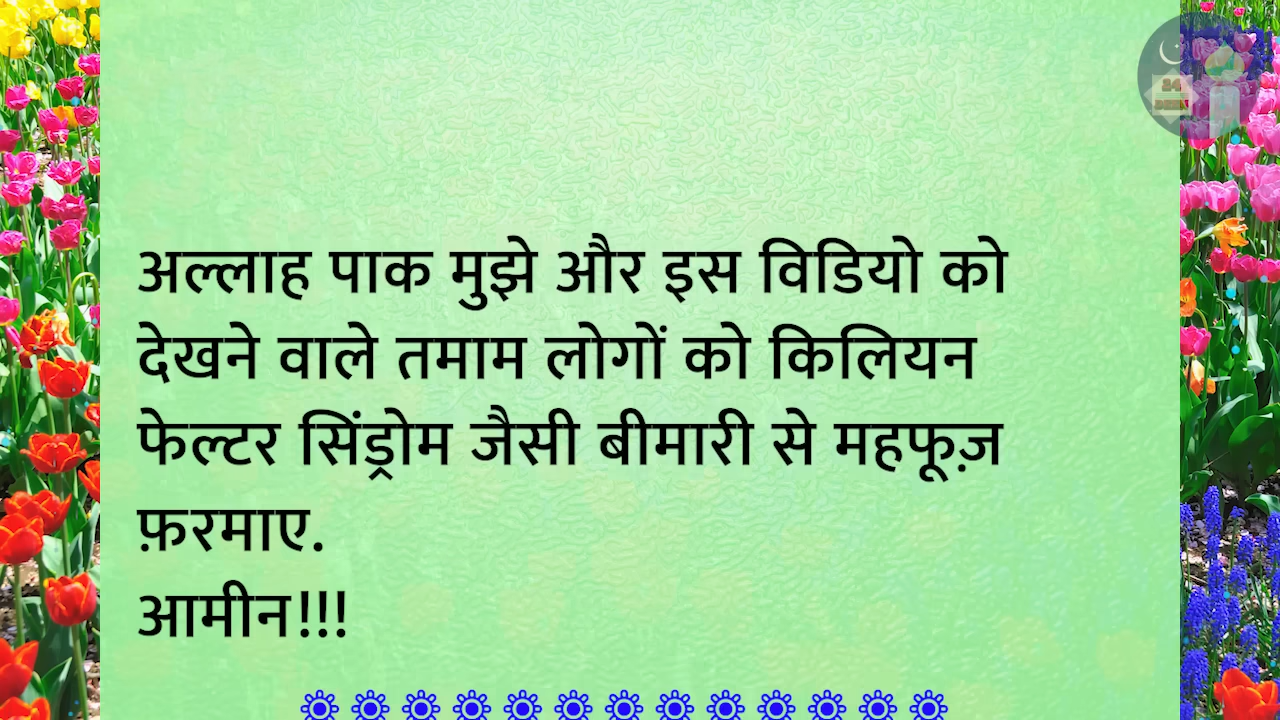 अल्लाह पाक मुझे और इस विडियो को
देखने वाले तमाम लोगों को किलियन
फेल्टर सिंड्रोम जैसी बीमारी से महफूज़
फ़रमाए.
आमीन!!!